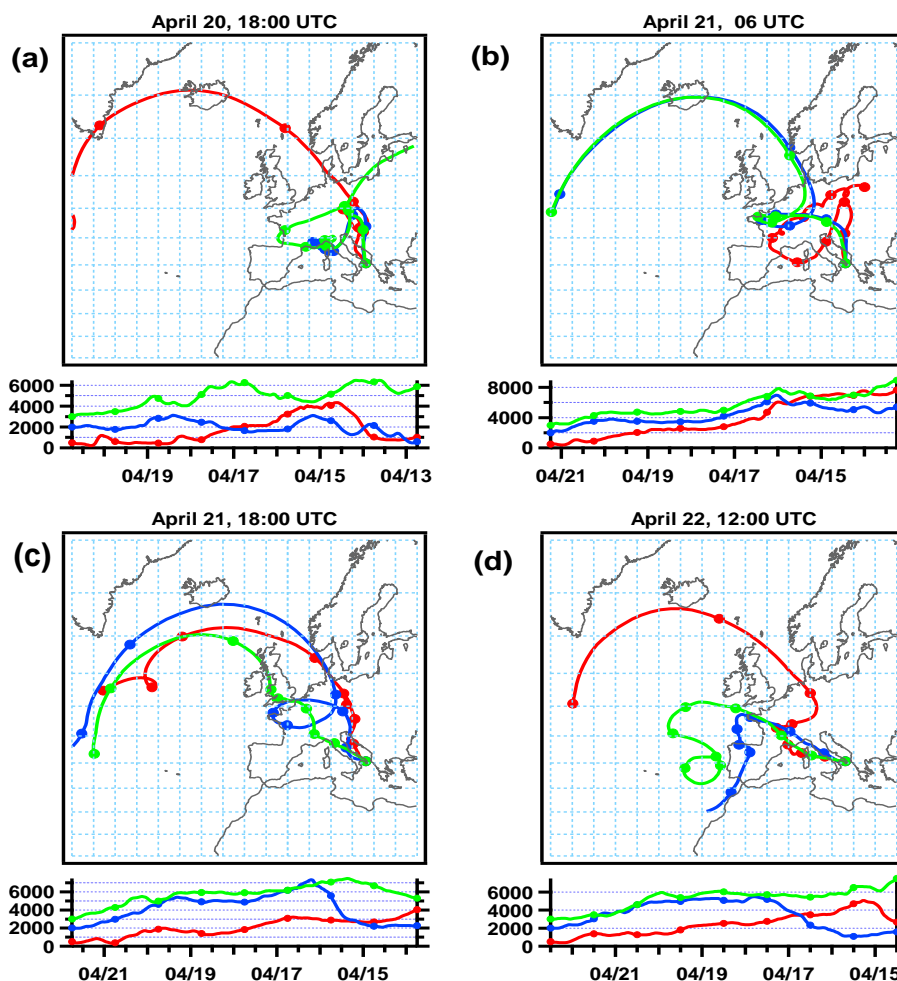 April 20, 18:00 UTC
(a)
6000
4000
2000
0
04/19 04/17 04/15 04/13
April 21, 06 UTC
(b)
8000
4000
0
04/21 04/19 04/17 04/15
April 21, 18:00 UTC
(c)
6000
4000
2000
0
04/21 04/19 04/17 04/15
April 22, 12:00 UTC
(d)
6000
4000
2000
0
04/21 04/19 04/17 04/15